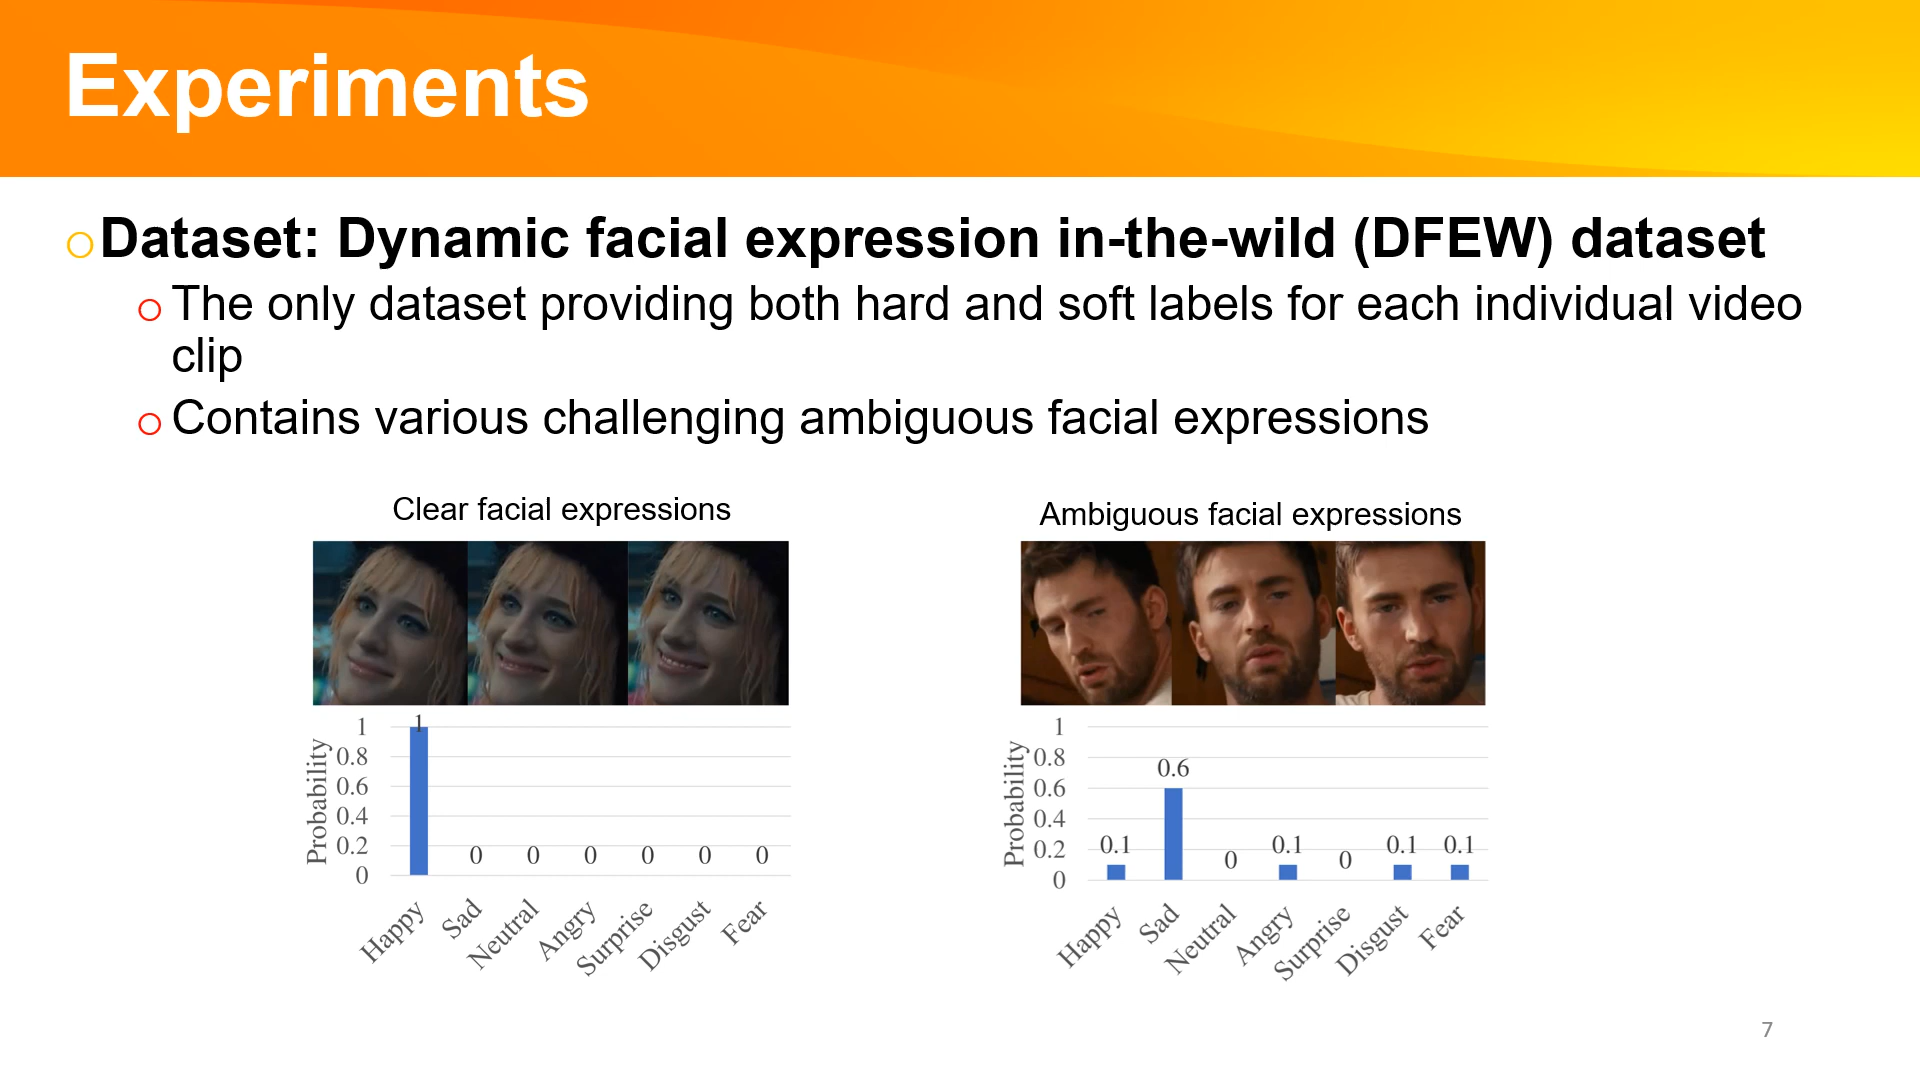 Experiments
Dataset: Dynamic facial expression in-the-wild (DFEW) dataset
The only dataset providing both hard and soft labels for each individual video
clip
Contains various challenging ambiguous facial expressions
Clear facial expressions
Probability
1
0.8
0.6
0.4
0.2
0
1 0 0 0 0 0 0
Happy Sad Neutral Angry Surprise Disgust Fear
Ambiguous facial expressions
Probability
1
0.8
0.6
0.4
0.2
0
0.1 0.6 0 0.1 0 0.1 0.1
Happy Sad Neutral Angry Surprise Disgust Fear
7